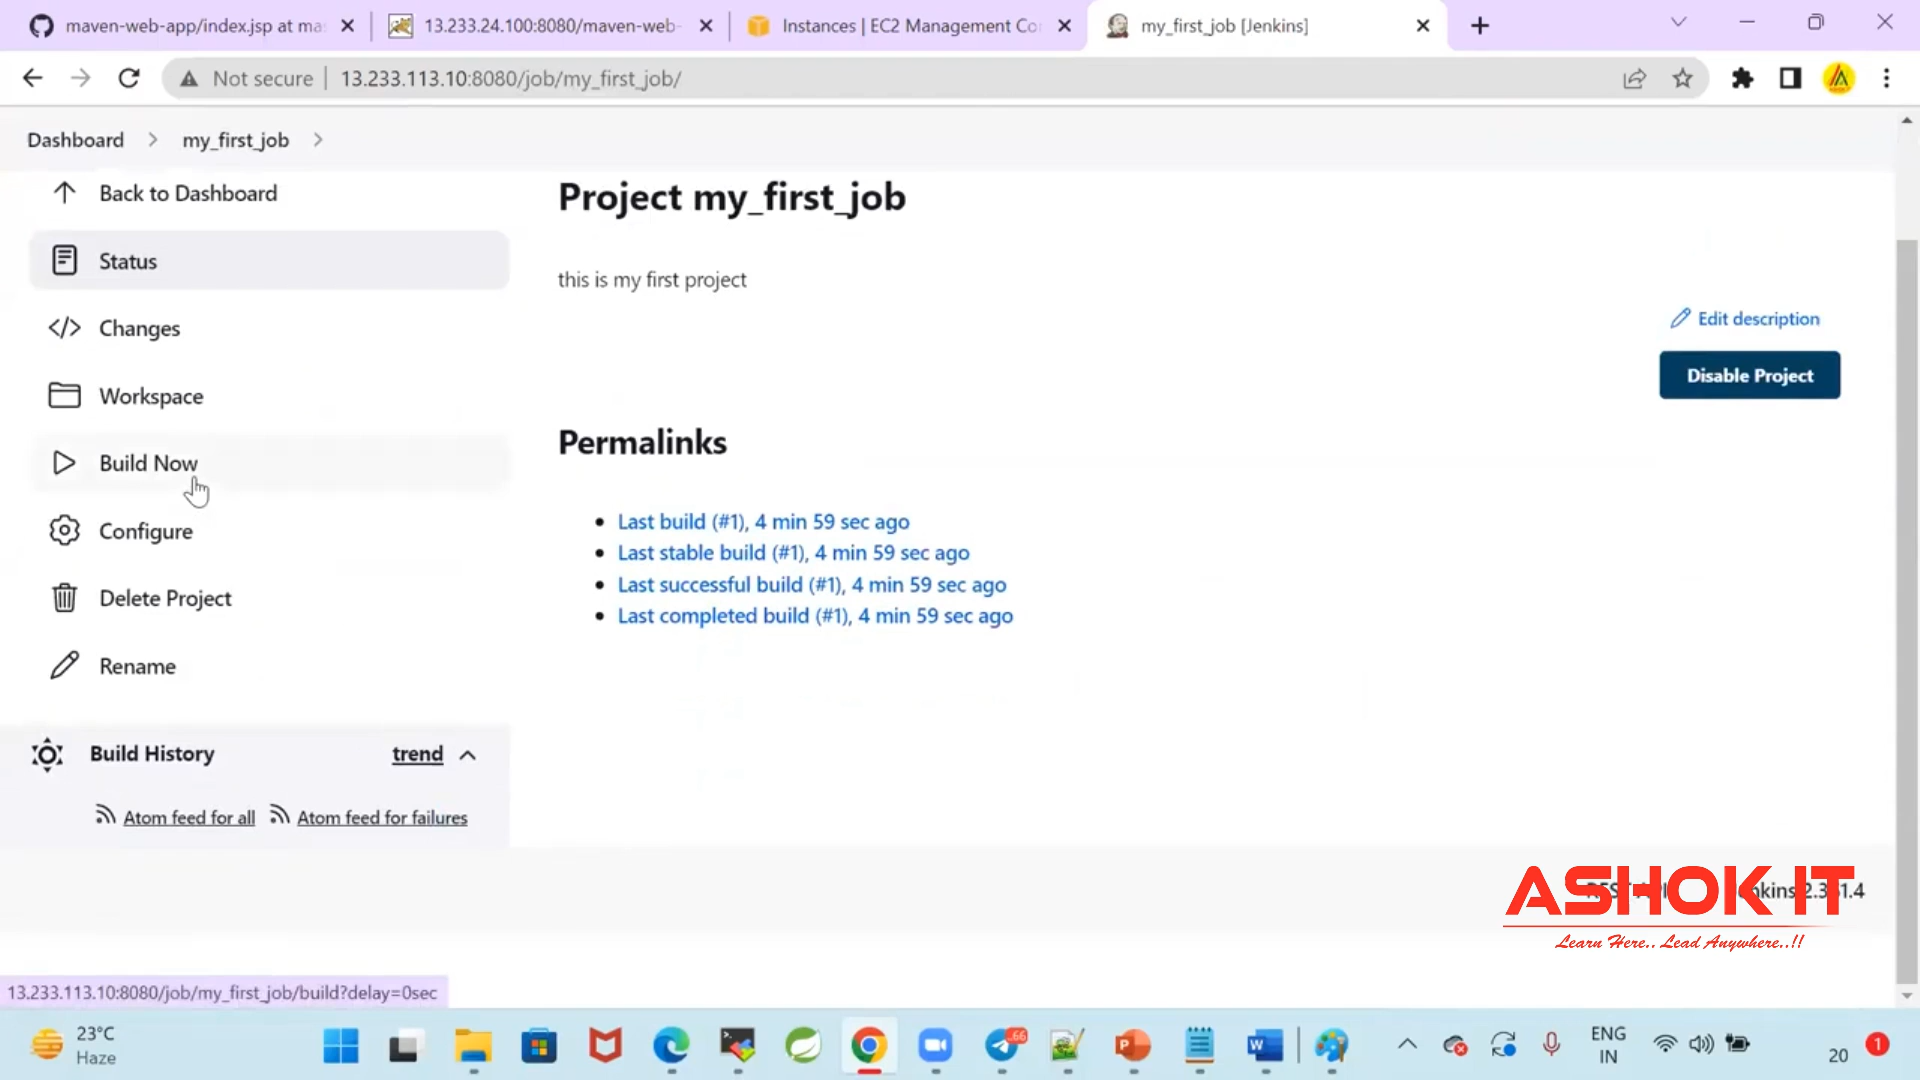 maven-web-app/index.jsp at ma
13.233.24.100:8080/maven-web-
Instances | EC2 Management Co
my_first_job [Jenkins]
Not secure
13.233.113.10:8080/job/my_first_job/
Dashboard
my_first_job
Back to Dashboard
Status
Changes
Workspace
Build Now
Configure
Delete Project
Rename
Build History
trend
Atom feed for all
Atom feed for failures
Project my_first_job
this is my first project
Edit description
Disable Project
Permalinks
Last build (#1), 4 min 59 sec ago
Last stable build (#1), 4 min 59 sec ago
Last successful build (#1), 4 min 59 sec ago
Last completed build (#1), 4 min 59 sec ago
ASHOK IT
Learn Here.. Lead Anywhere..!!
13.233.113.10:8080/job/my_first_job/build?delay=0sec
23°C
Haze
66
ENG
IN
20
1